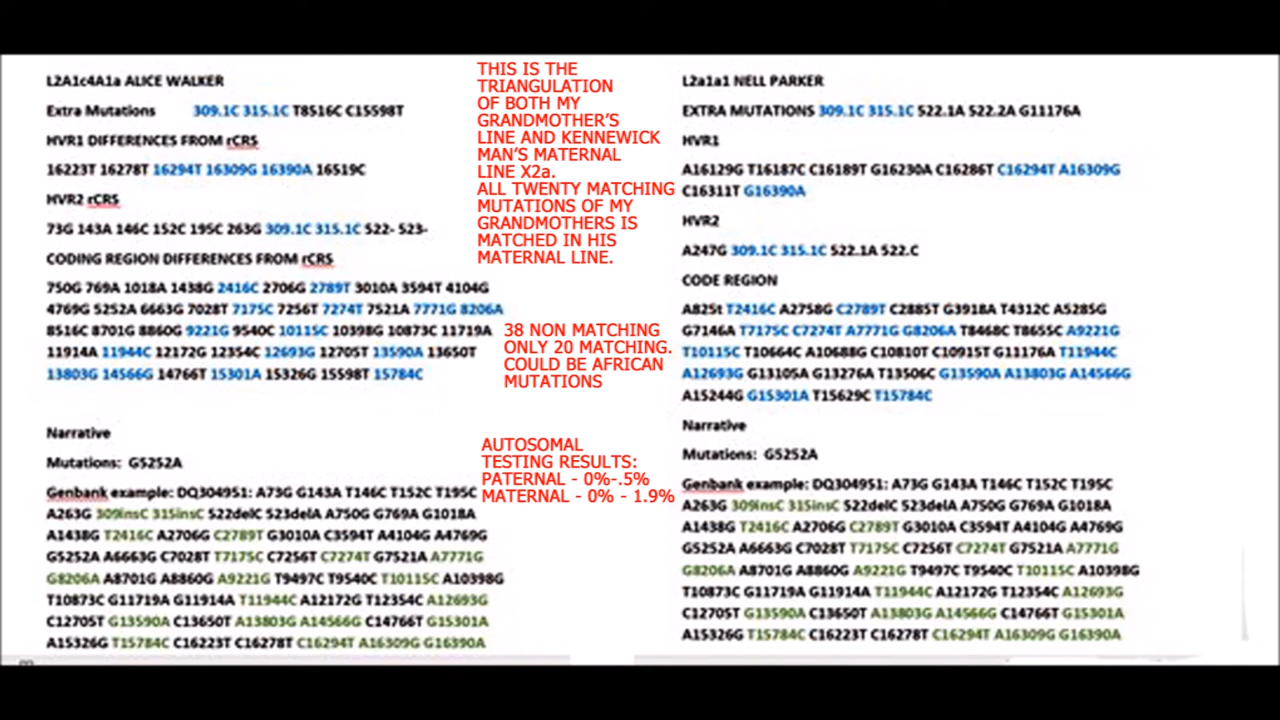 L2A1c4A1a ALICE WALKER
Extra Mutations 309.1C 315.1C T8516C C15598T
HVR1 DIFFERENCES FROM rCRS
16223T 16278T 16294T 16309G 16390A 16519C
HVR2 rCRS
73G 143A 146C 152C 195C 263G 309.1C 315.1C 522- 523-
CODING REGION DIFFERENCES FROM rCRS
750G 769A 1018A 1438G 2416C 2706G 2789T 3010A 3594T 4104G
4769G 5252A 6663G 7028T 7175C 7256T 7274T 7521A 7771G 8206A
8516C 8701G 8860G 9221G 9540C 10115C 10398G 10873C 11719A
11914A 11944C 12172G 12354C 12693G 12705T 13590A 13650T
13803G 14566G 14766T 15301A 15326G 15598T 15784C
Narrative
Mutations: G5252A
Genbank example: DQ304951: A73G G143A T146C T152C T195C
A263G 309insC 315insC 522delC 523delA A750G G769A G1018A
A1438G T2416C A2706G C2789T G3010A C3594T A4104G A4769G
G5252A A6663G C7028T T7175C C7256T C7274T G7521A A7771G
G8206A A8701G A8860G A9221G T9497C T9540C T10115C A10398G
T10873C G11719A G11914A T11944C A12172G T12354C A12693G
C12705T G13590A C13650T A13803G A14566G C14766T G15301A
A15326G T15784C C16223T C16278T C16294T A16309G G16390A
THIS IS THE
TRIANGULATION
OF BOTH MY
GRANDMOTHER'S
LINE AND KENNEWICK
MAN'S MATERNAL
LINE X2a.
ALL TWENTY MATCHING
MUTATIONS OF MY
GRANDMOTHERS IS
MATCHED IN HIS
MATERNAL LINE.
38 NON MATCHING
ONLY 20 MATCHING.
COULD BE AFRICAN
MUTATIONS
AUTOSOMAL
TESTING RESULTS:
PATERNAL - 0%-.5%
MATERNAL - 0% - 1.9%
L2a1a1 NELL PARKER
EXTRA MUTATIONS 309.1C 315.1C 522.1A 522.2A G11176A
HVR1
A16129G T16187C C16189T G16230A C16286T C16294T A16309G
C16311T G16390A
HVR2
A247G 309.1C 315.1C 522.1A 522.C
CODE REGION
A825t T2416C A2758G C2789T C2885T G3918A T4312C A5285G
G7146A T7175C C7274T A7771G G8206A T8468C T8655C A9221G
T10115C T10664C A10688G C10810T C10915T G11176A T11944C
A12693G G13105A G13276A T13506C G13590A A13803G A14566G
A15244G G15301A T15629C T15784C
Narrative
Mutations: G5252A
Genbank example: DQ304951: A73G G143A T146C T152C T195C
A263G 309insC 315insC 522delC 523delA A750G G769A G1018A
A1438G T2416C A2706G C2789T G3010A C3594T A4104G A4769G
G5252A A6663G C7028T T7175C C7256T C7274T G7521A A7771G
G8206A A8701G A8860G A9221G T9497C T9540C T10115C A10398G
T10873C G11719A G11914A T11944C A12172G T12354C A12693G
C12705T G13590A C13650T A13803G A14566G C14766T G15301A
A15326G T15784C C16223T C16278T C16294T A16309G G16390A